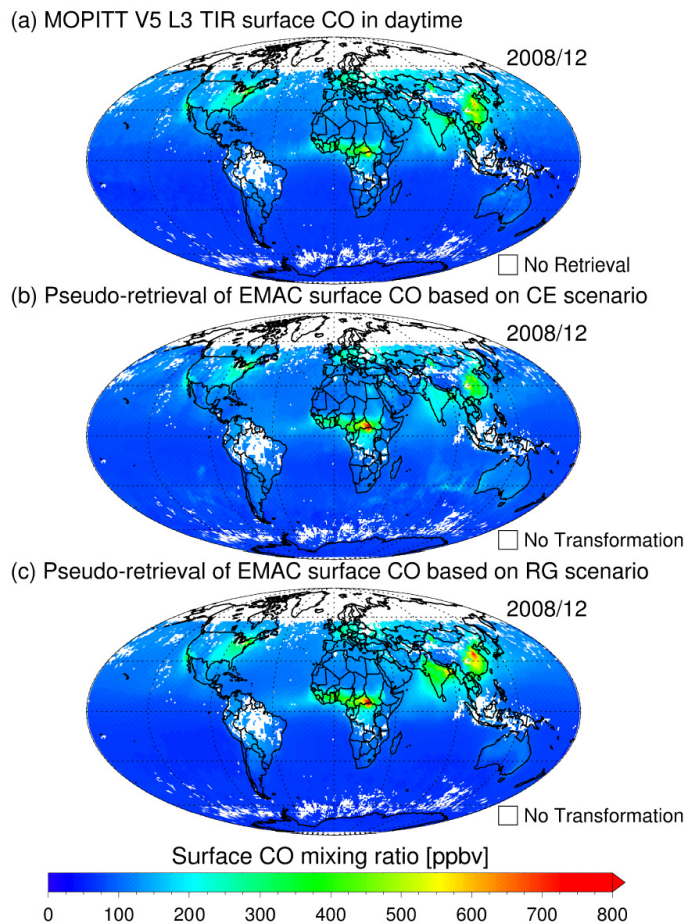 (a) MOPITT V5 L3 TIR surface CO in daytime
2008/12
No Retrieval
(b) Pseudo-retrieval of EMAC surface CO based on CE scenario
2008/12
No Transformation
(c) Pseudo-retrieval of EMAC surface CO based on RG scenario
2008/12
No Transformation
Surface CO mixing ratio [ppbv]
0 100 200 300 400 500 600 700 800